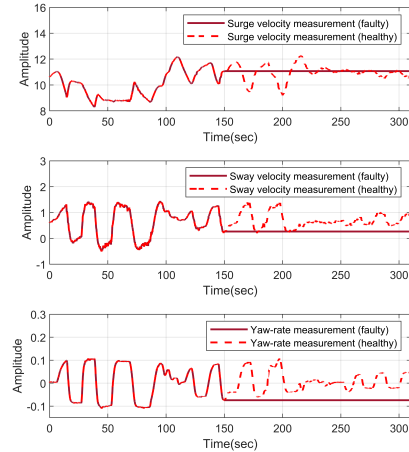 16
14
12
10
8
Amplitude
Surge velocity measurement (faulty)
Surge velocity measurement (healthy)
0 50 100 150 200 250 300
Time(sec)
3
2
1
0
-1
Amplitude
Sway velocity measurement (faulty)
Sway velocity measurement (healthy)
0 50 100 150 200 250 300
Time(sec)
0.3
0.2
0.1
0
-0.1
Amplitude
Yaw-rate measurement (faulty)
Yaw-rate measurement (healthy)
0 50 100 150 200 250 300
Time(sec)